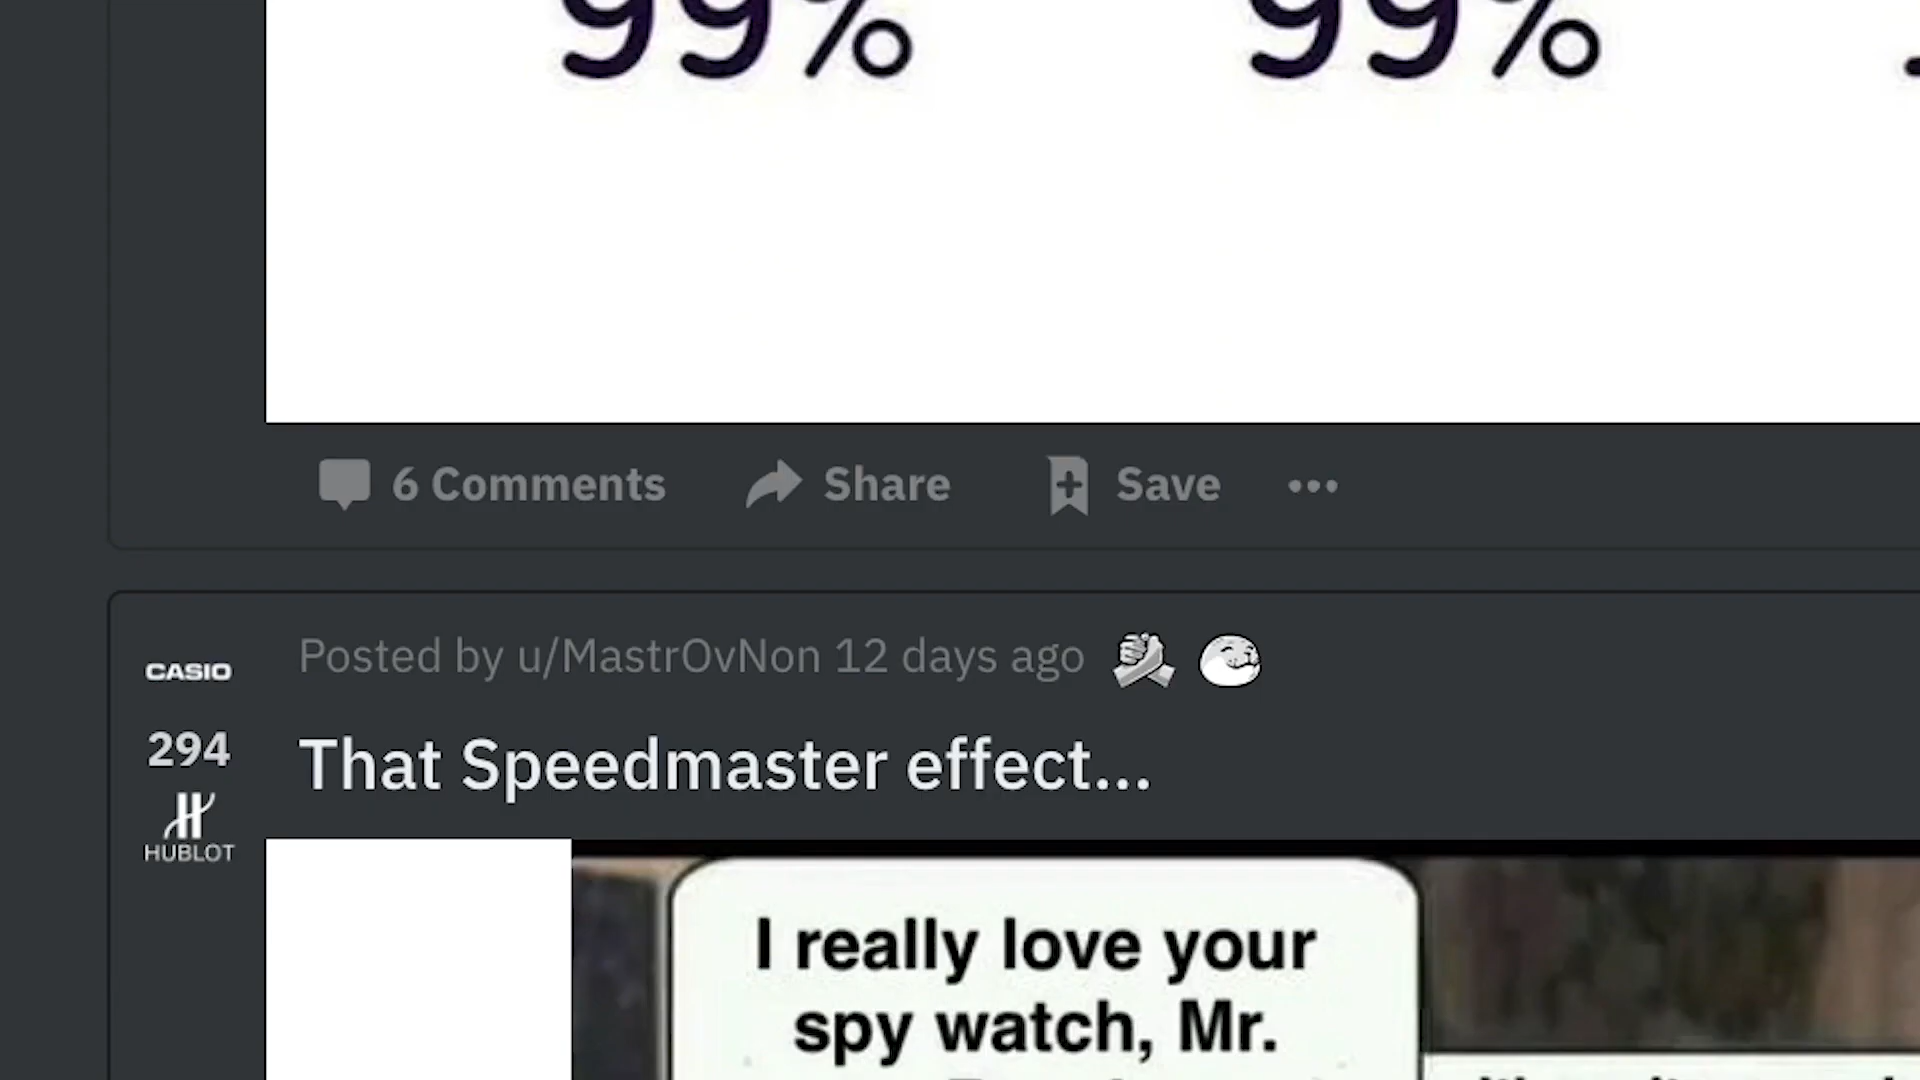 99% 99%
6 Comments Share Save
Posted by u/MastrOvNon 12 days ago
CASIO
294
That Speedmaster effect...
HUBLOT
I really love your
spy watch, Mr.